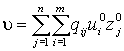 υ = ∑_{j=1}^{n} ∑_{i=1}^{m} q_{ij} u_i^0 z_j^0